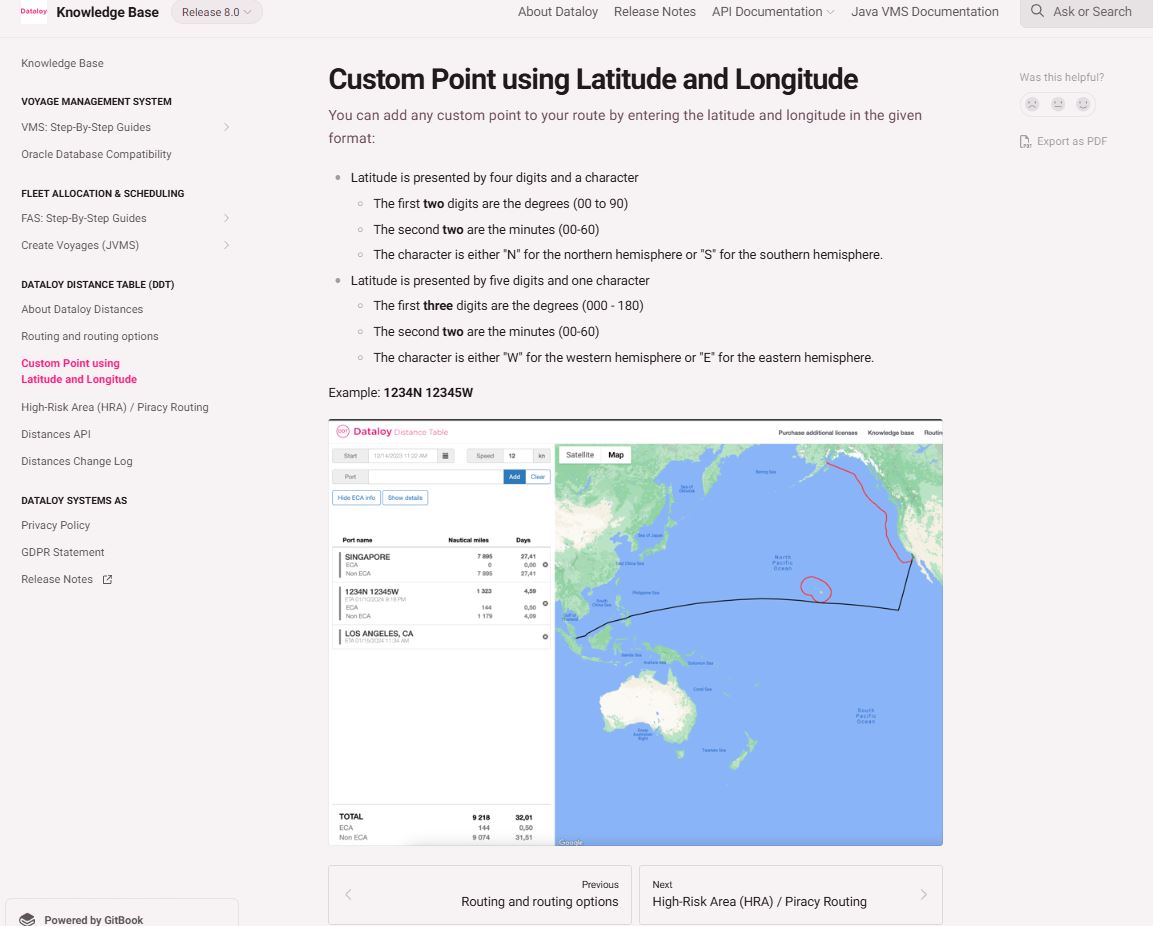 Dataloy
Knowledge Base
Release 8.0
About Dataloy
Release Notes
API Documentation
Java VMS Documentation
Ask or Search
Knowledge Base
VOYAGE MANAGEMENT SYSTEM
VMS: Step-By-Step Guides
Oracle Database Compatibility
FLEET ALLOCATION & SCHEDULING
FAS: Step-By-Step Guides
Create Voyages (JVMS)
DATALOY DISTANCE TABLE (DDT)
About Dataloy Distances
Routing and routing options
Custom Point using
Latitude and Longitude
High-Risk Area (HRA) / Piracy Routing
Distances API
Distances Change Log
DATALOY SYSTEMS AS
Privacy Policy
GDPR Statement
Release Notes
Powered by GitBook
Custom Point using Latitude and Longitude
You can add any custom point to your route by entering the latitude and longitude in the given
format:
Latitude is presented by four digits and a character
The first two digits are the degrees (00 to 90)
The second two are the minutes (00-60)
The character is either "N" for the northern hemisphere or "S" for the southern hemisphere.
Latitude is presented by five digits and one character
The first three digits are the degrees (000 - 180)
The second two are the minutes (00-60)
The character is either "W" for the western hemisphere or "E" for the eastern hemisphere.
Example: 1234N 12345W
DDT Dataloy Distance Table
Purchase additional licenses Knowledge base
Start 12/14/2023 11:22 AM Speed 12 kn
Port Add Clear
Hide ECA info Show details
Port name Nautical miles Days
SINGAPORE 7 895 27,41
ECA 0 0,00
Non ECA 7 895 27,41
1234N 12345W 1 323 4,59
ETA 01/10/2024 9:19 PM
ECA 144 0,50
Non ECA 1 179 4,09
LOS ANGELES, CA
ETA 01/15/2024 11:34 AM
TOTAL 9 218 32,01
ECA 144 0,50
Non ECA 9 074 31,51
Satellite Map
Bering Sea
Sea of
Okhotsk
Sea of Japan
East China Sea
North
Pacific
Ocean
Philippine Sea
South
China Sea
Gulf of
Thailand
Banda Sea
Arafura Sea
Solomon Sea
Coral Sea
South
Pacific
Ocean
Great
Australian
Bight
Tasman Sea
Google
Previous
Routing and routing options
Next
High-Risk Area (HRA) / Piracy Routing
Was this helpful?
Export as PDF